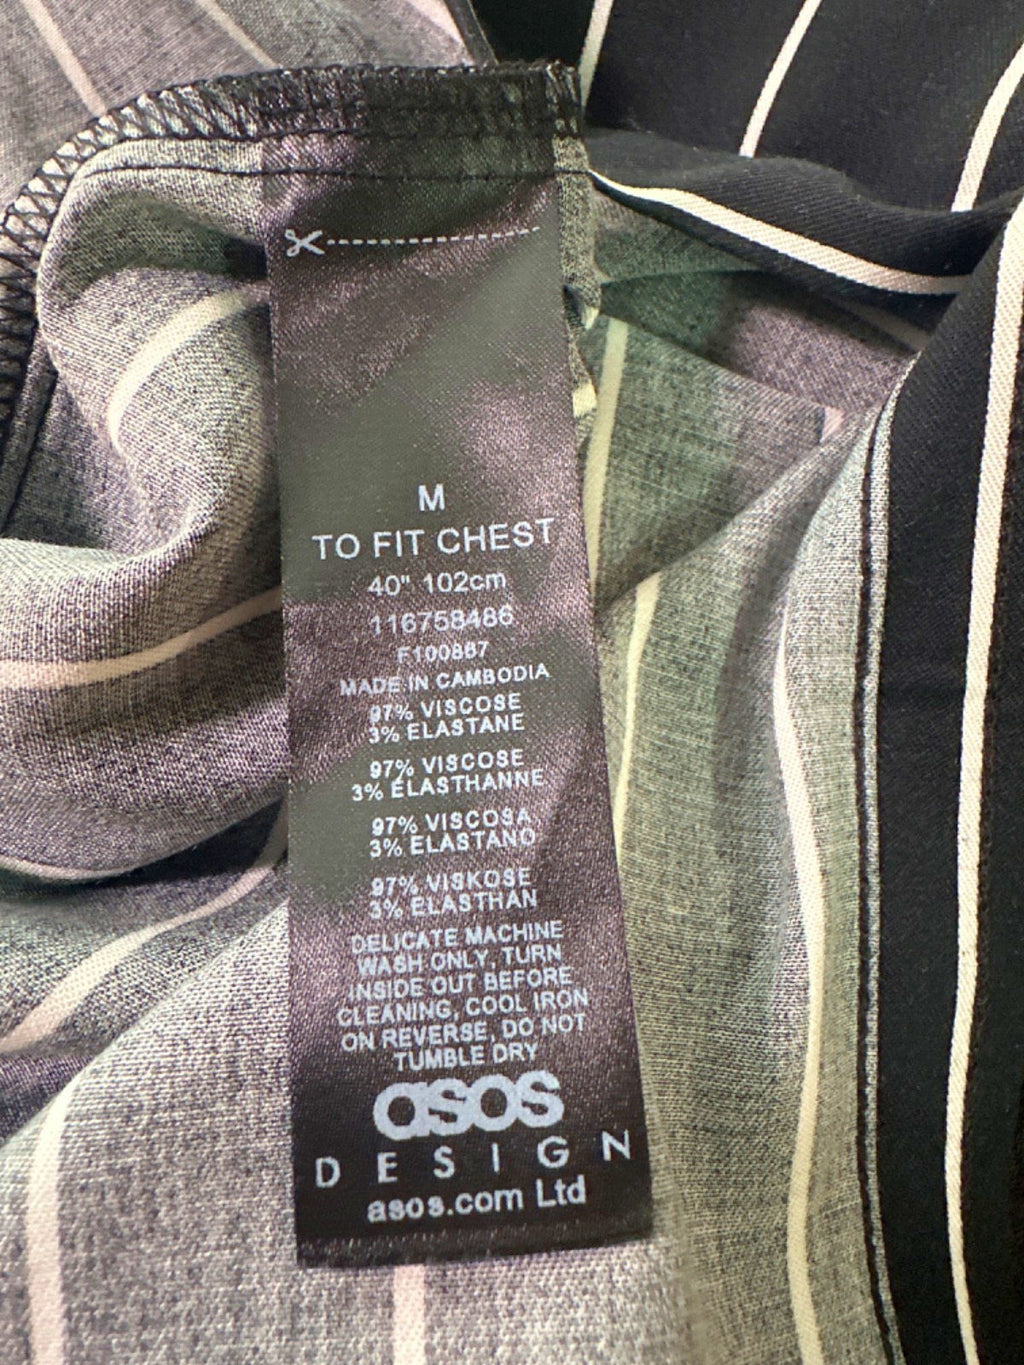 M
TO FIT CHEST
40" 102cm
116758486
F100887
MADE IN CAMBODIA
97% VISCOSE
3% ELASTANE
97% VISCOSE
3% ELASTHANNE
97% VISCOSA
3% ELASTANO
97% VISKOSE
3% ELASTHAN
DELICATE MACHINE
WASH ONLY, TURN
INSIDE OUT BEFORE
CLEANING, COOL IRON
ON REVERSE, DO NOT
TUMBLE DRY
asos
DESIGN
asos.com Ltd